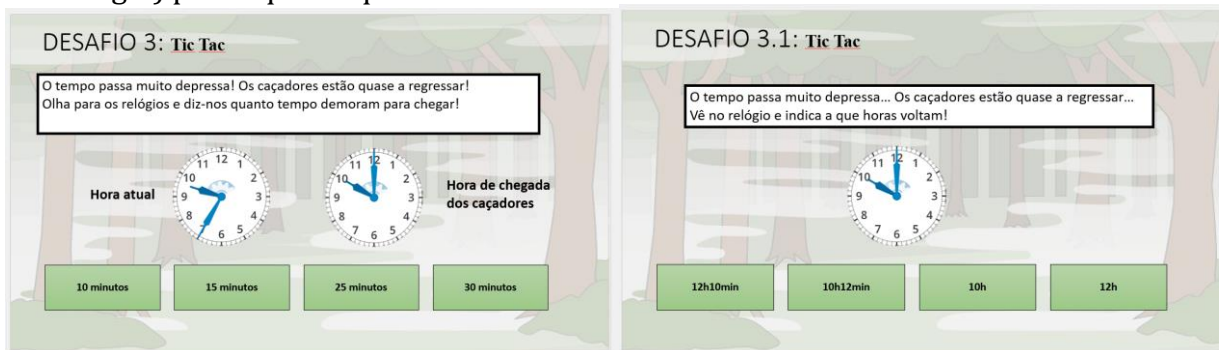 DESAFIO 3: Tic Tac
O tempo passa muito depressa! Os caçadores estão quase a regressar!
Olha para os relógios e diz-nos quanto tempo demoram para chegar!
Hora atual
11 12 1
10 2
9 3
8 4
7 6 5
11 12 1
10 2
9 3
8 4
7 6 5
Hora de chegada
dos caçadores
10 minutos
15 minutos
25 minutos
30 minutos
DESAFIO 3.1: Tic Tac
O tempo passa muito depressa... Os caçadores estão quase a regressar...
Vê no relógio e indica a que horas voltam!
11 12 1
10 2
9 3
8 4
7 6 5
12h10min
10h12min
10h
12h